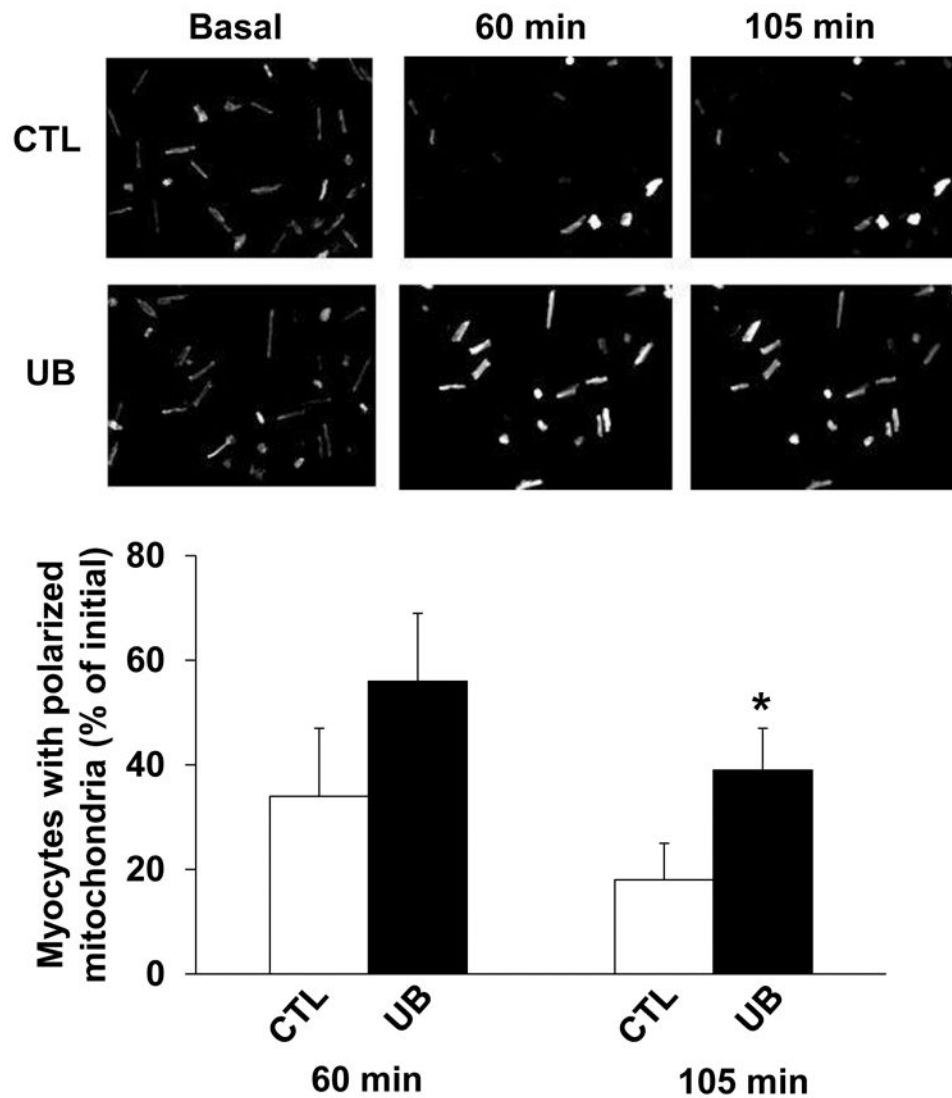 Basal 60 min 105 min
CTL
UB
Myocytes with polarized
mitochondria (% of initial)
80
60
40
20
0
*
CTL UB CTL UB
60 min 105 min